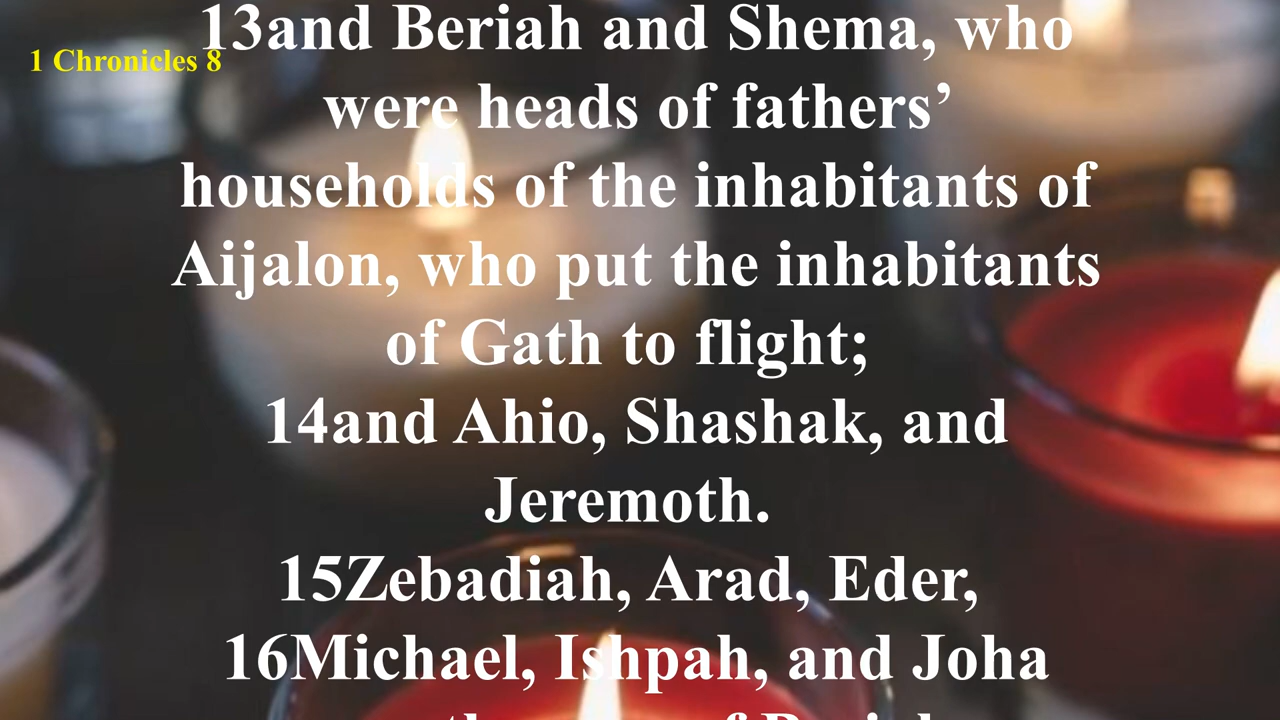 1 Chronicles 8
13and Beriah and Shema, who
were heads of fathers’
households of the inhabitants of
Aijalon, who put the inhabitants
of Gath to flight;
14and Ahio, Shashak, and
Jeremoth.
15Zebadiah, Arad, Eder,
16Michael, Ishpah, and Joha